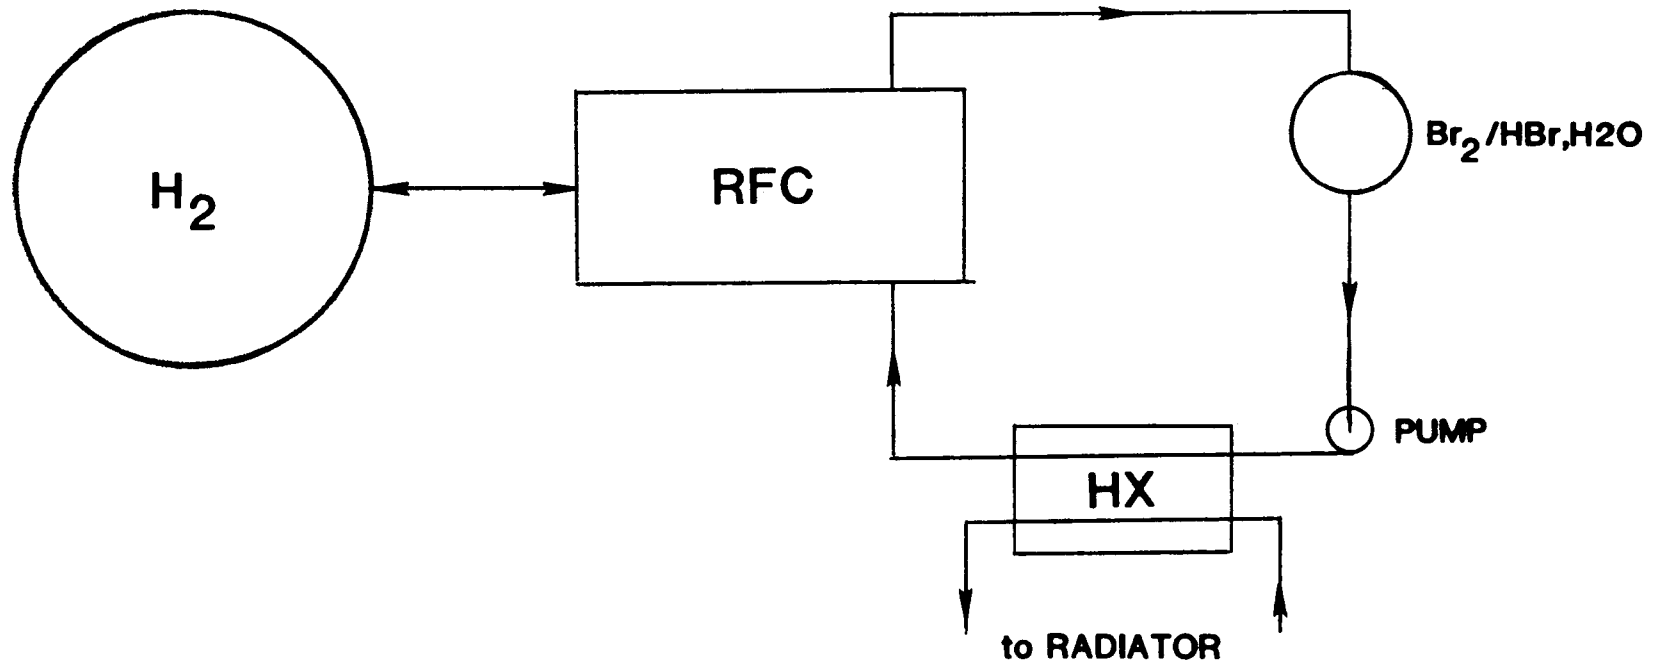 H2
RFC
Br2/HBr,H2O
PUMP
HX
to RADIATOR